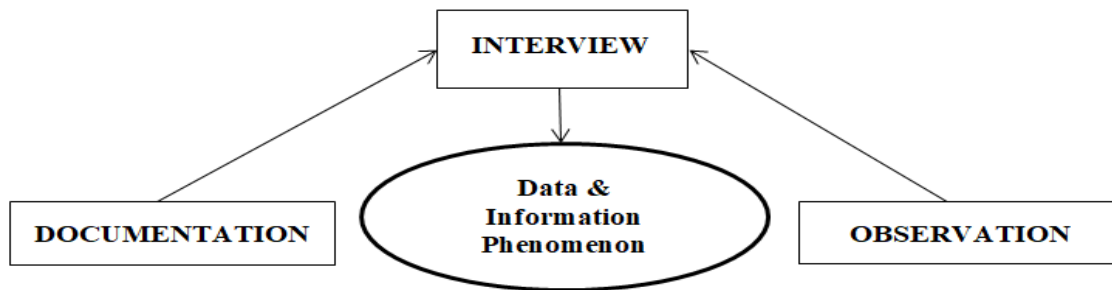 INTERVIEW
DOCUMENTATION
Data &
Information
Phenomenon
OBSERVATION